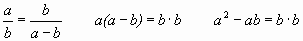 a/b = b/(a − b)    a(a − b) = b · b    a² − ab = b · b